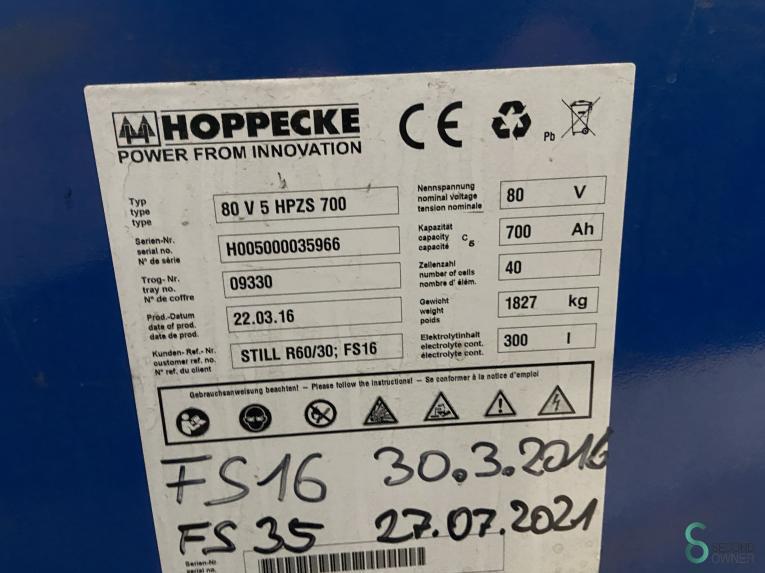 HOPPECKE
POWER FROM INNOVATION
CE
Pb
Typ
type
type
80 V 5 HPZS 700
Serien-Nr.
serial no.
N° de série
H005000035966
Trog-Nr.
tray no.
N° de coffre
09330
Prod.-Datum
date of prod.
date de prod.
22.03.16
Kunden-Ref.-Nr.
customer ref. no.
N° ref. du client
STILL R60/30; FS16
Nennspannung
nominal voltage
tension nominale
80 V
Kapazität
capacity C5
capacité
700 Ah
Zellenzahl
number of cells
nombre d' élém.
40
Gewicht
weight
poids
1827 kg
Elektrolytinhalt
electrolyte cont.
électrolyte cont.
300 l
Gebrauchsanweisung beachten! – Please follow the instructions! – Se conformer à la notice d'emploi
FS16 30.3.2016
FS 35 27.07.2021
Serien-Nr.
serial no.
SECOND
OWNER